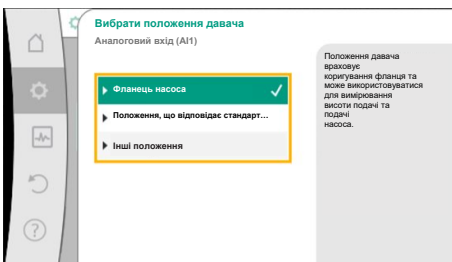 Вибрати положення давача
Аналоговий вхід (AI1)
Фланець насоса
Положення, що відповідає стандарт...
Інші положення
Положення давача
враховує
коригування фланця та
може використовуватися
для вимірювання
висоти подачі та
подачі
насоса.